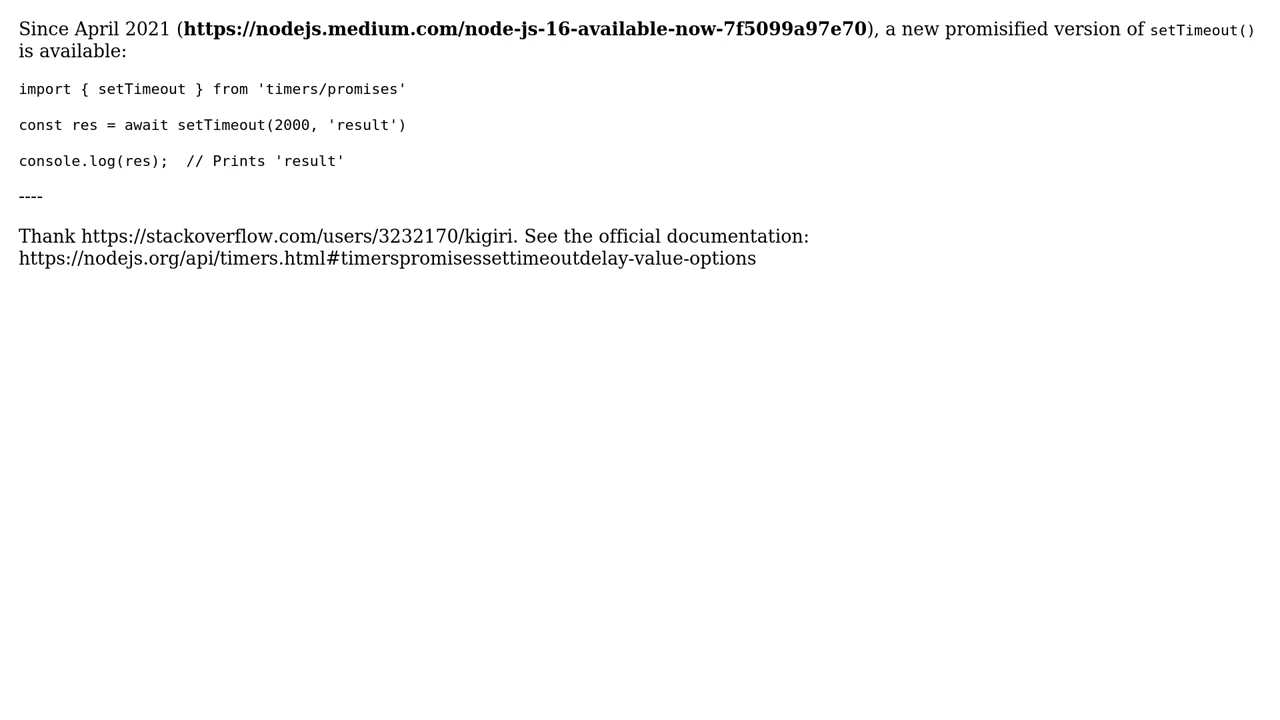 Since April 2021 (https://nodejs.medium.com/node-js-16-available-now-7f5099a97e70), a new promisified version of setTimeout()
is available:
import { setTimeout } from 'timers/promises'
const res = await setTimeout(2000, 'result')
console.log(res);  // Prints 'result'
----
Thank https://stackoverflow.com/users/3232170/kigiri. See the official documentation:
https://nodejs.org/api/timers.html#timerspromisessettimeoutdelay-value-options